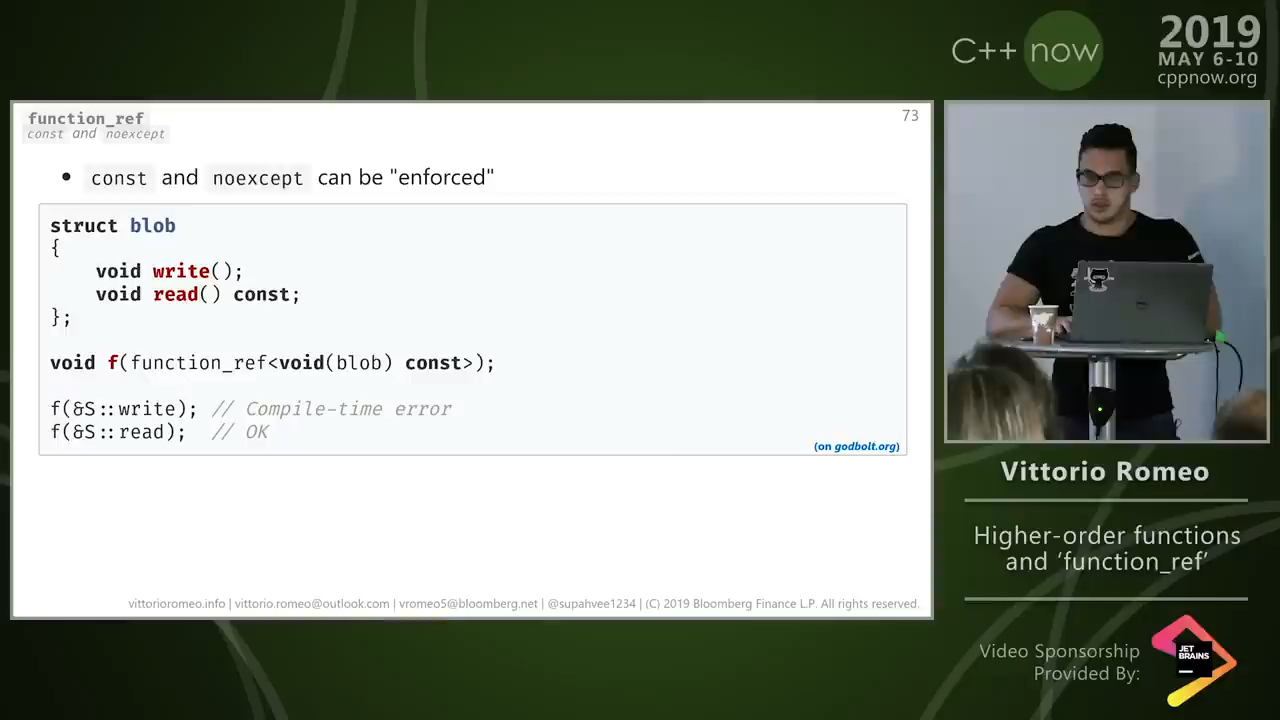 C++ now
2019
MAY 6-10
cppnow.org
function_ref
const and noexcept
73
• const and noexcept can be "enforced"
struct blob
{
void write();
void read() const;
};
void f(function_ref<void(blob) const>);
f(&S::write); // Compile-time error
f(&S::read); // OK
(on godbolt.org)
vittorioromeo.info | vittorio.romeo@outlook.com | vromeo5@bloomberg.net | @supahvee1234 | (C) 2019 Bloomberg Finance L.P. All rights reserved.
Vittorio Romeo
Higher-order functions
and ‘function_ref’
Video Sponsorship
Provided By:
JET
BRAINS